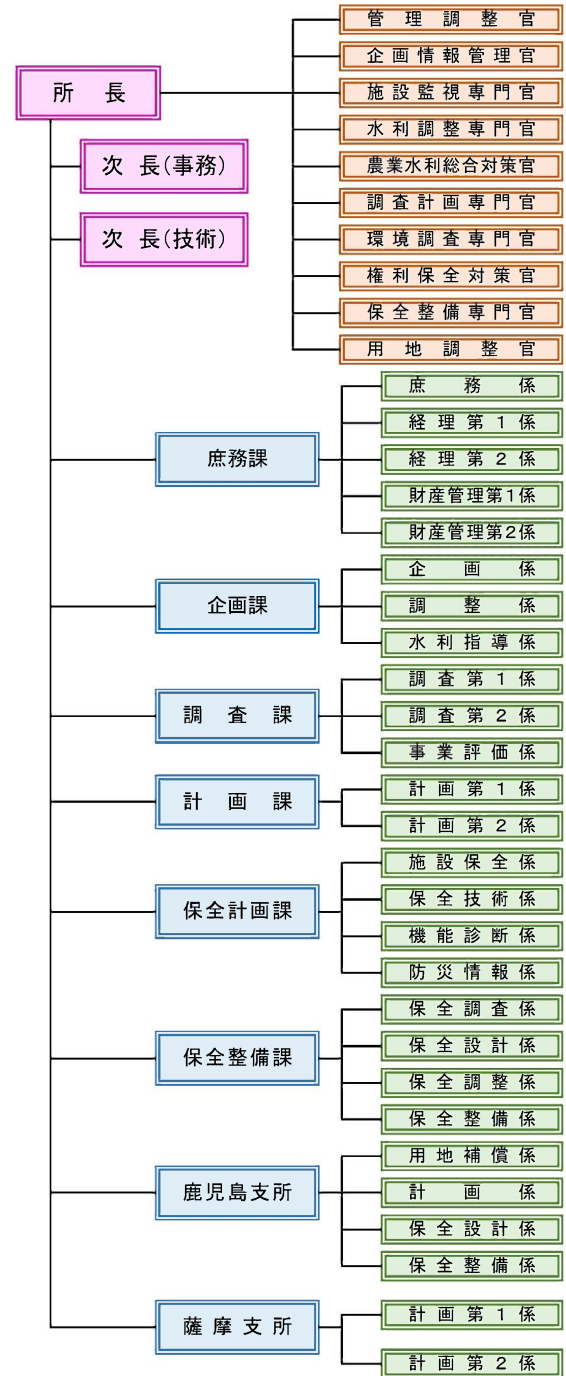 所長
管理調整官
企画情報管理官
施設監視専門官
水利調整専門官
農業水利総合対策官
調査計画専門官
環境調査専門官
権利保全対策官
保全整備専門官
用地調整官
次長(事務)
次長(技術)
庶務課
庶務係
経理第1係
経理第2係
財産管理第1係
財産管理第2係
企画課
企画係
調整係
水利指導係
調査課
調査第1係
調査第2係
事業評価係
計画課
計画第1係
計画第2係
保全計画課
施設保全係
保全技術係
機能診断係
防災情報係
保全整備課
保全調査係
保全設計係
保全調整係
保全整備係
鹿児島支所
用地補償係
計画係
保全設計係
保全整備係
薩摩支所
計画第1係
計画第2係